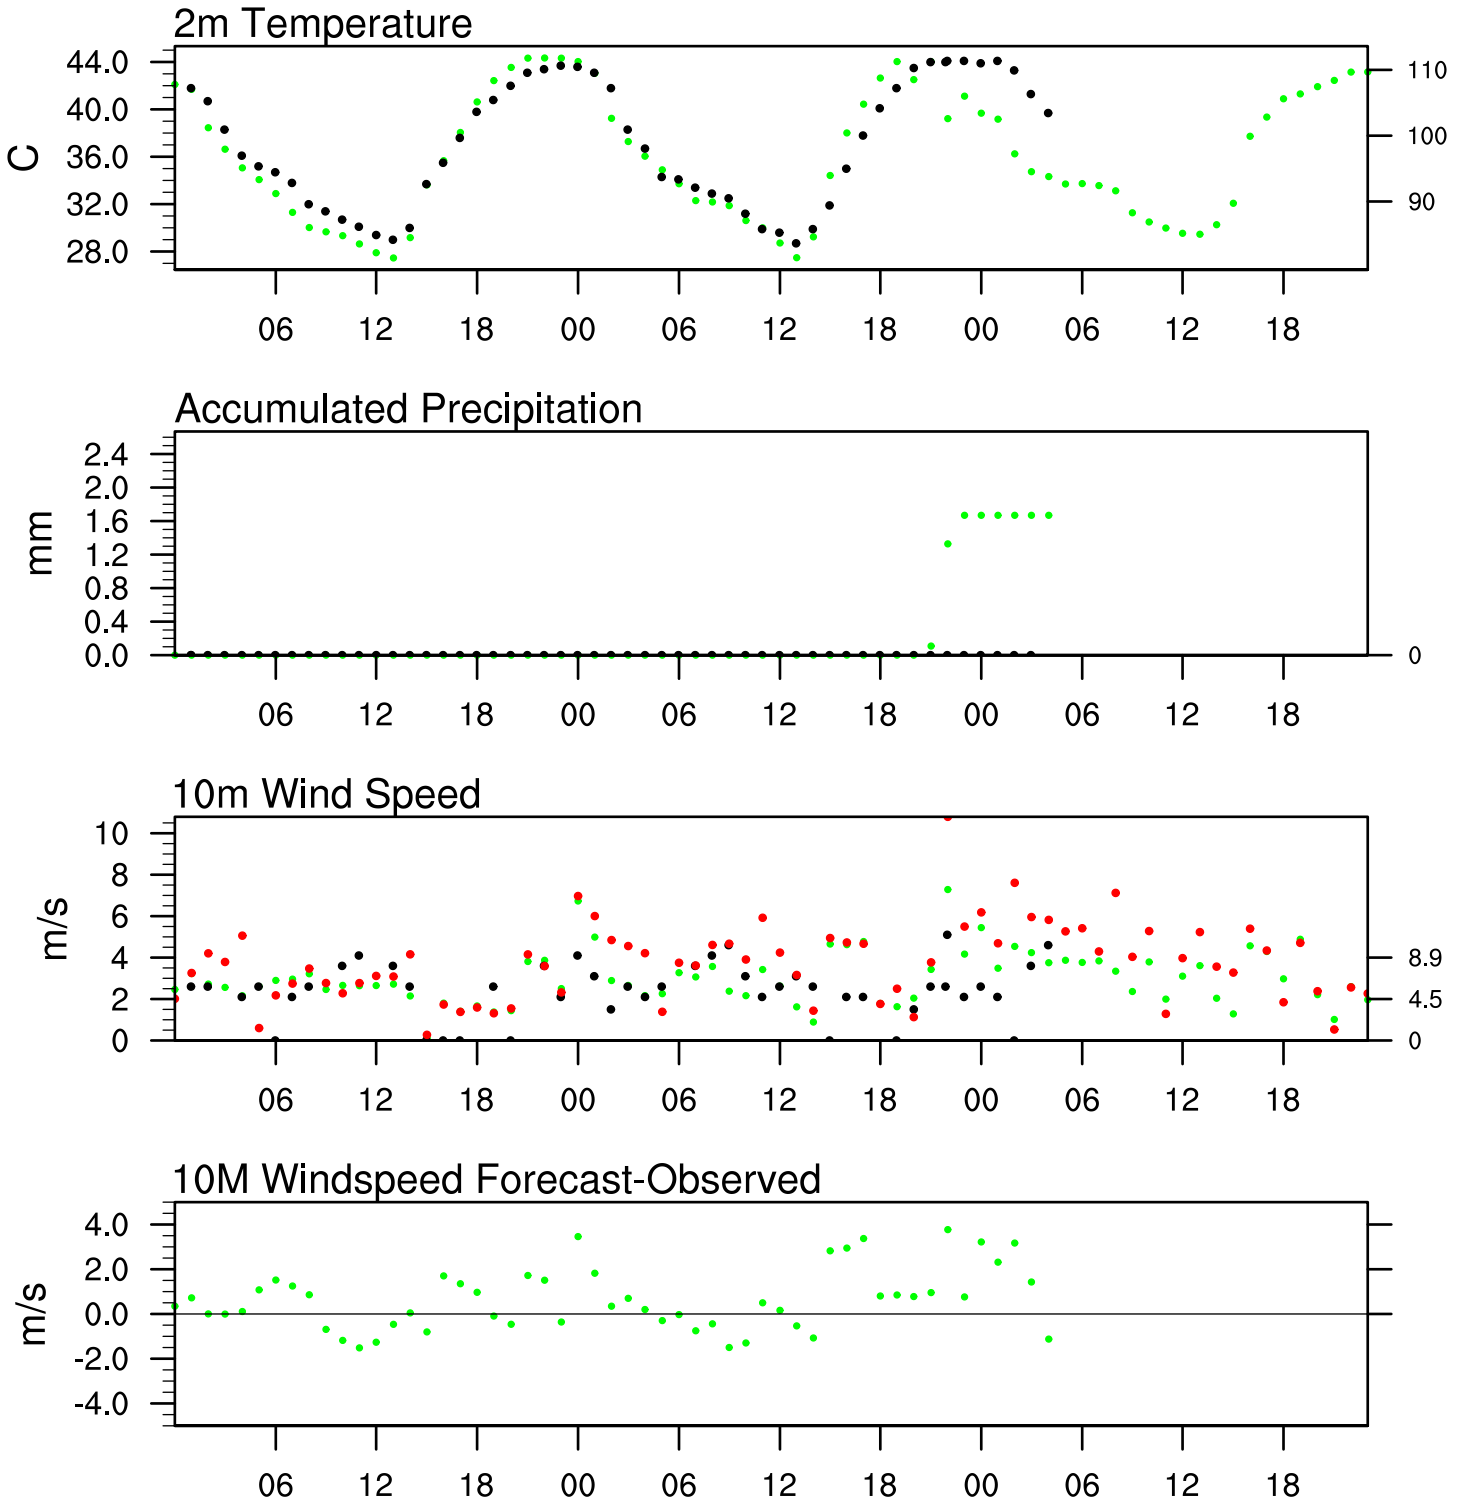 2m Temperature
44.0
40.0
36.0
32.0
28.0
C
110
100
90
06 12 18 00 06 12 18 00 06 12 18
Accumulated Precipitation
2.4
2.0
1.6
1.2
0.8
0.4
0.0
mm
0
06 12 18 00 06 12 18 00 06 12 18
10m Wind Speed
10
8
6
4
2
0
m/s
8.9
4.5
0
06 12 18 00 06 12 18 00 06 12 18
10M Windspeed Forecast-Observed
4.0
2.0
0.0
-2.0
-4.0
m/s
06 12 18 00 06 12 18 00 06 12 18